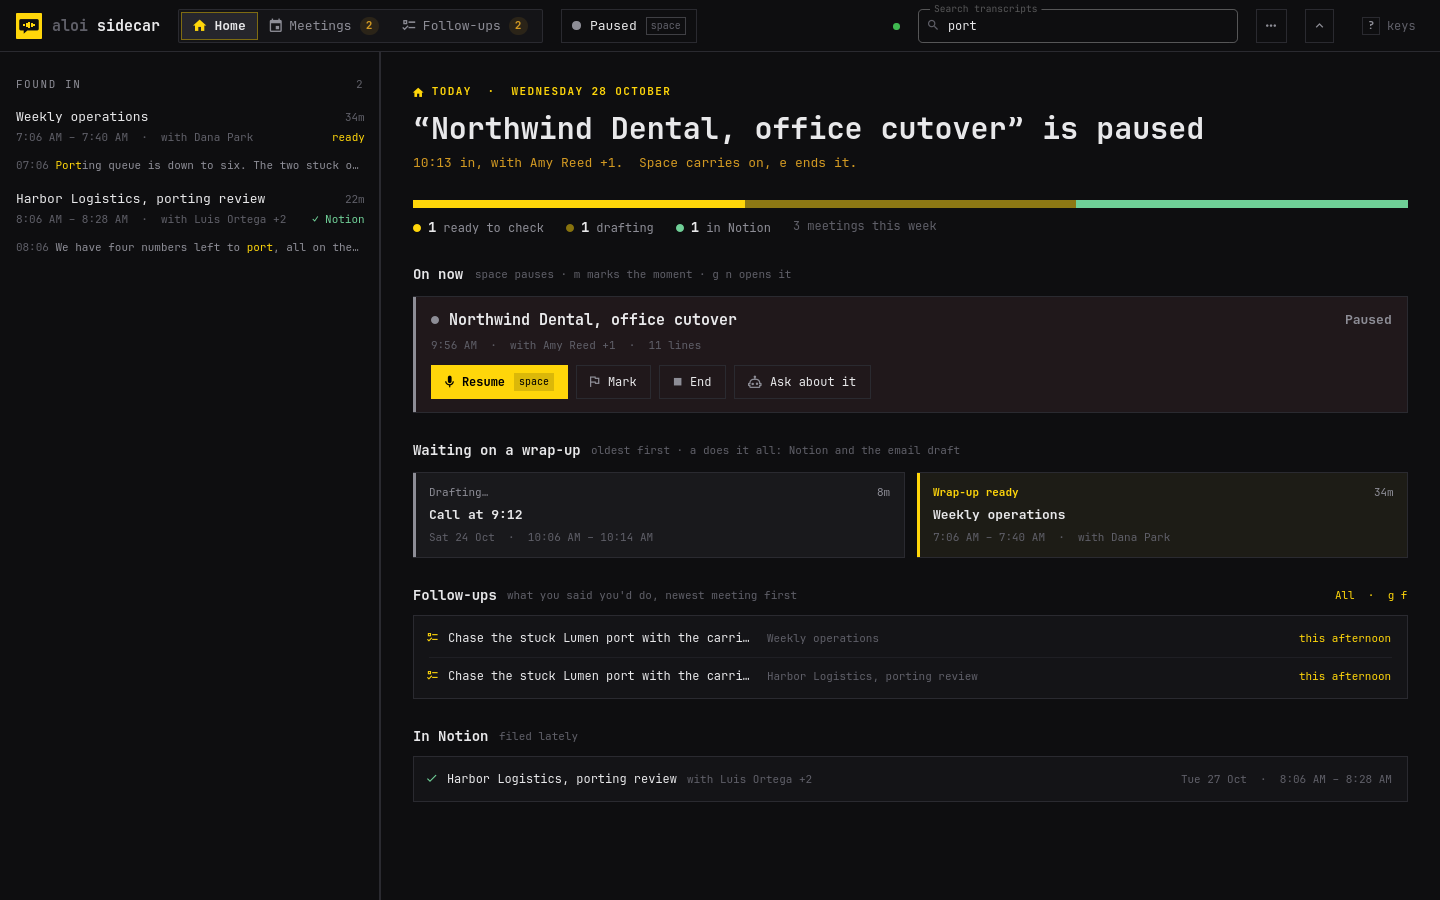 aloi sidecar
Home
Meetings 2
Follow-ups 2
Paused space
Search transcripts
port
? keys
FOUND IN 2
Weekly operations 34m
7:06 AM – 7:40 AM · with Dana Park ready
07:06 Porting queue is down to six. The two stuck o…
Harbor Logistics, porting review 22m
8:06 AM – 8:28 AM · with Luis Ortega +2 Notion
08:06 We have four numbers left to port, all on the…
TODAY · WEDNESDAY 28 OCTOBER
“Northwind Dental, office cutover” is paused
10:13 in, with Amy Reed +1. Space carries on, e ends it.
1 ready to check 1 drafting 1 in Notion 3 meetings this week
On now space pauses · m marks the moment · g n opens it
Northwind Dental, office cutover Paused
9:56 AM · with Amy Reed +1 · 11 lines
Resume space Mark End Ask about it
Waiting on a wrap-up oldest first · a does it all: Notion and the email draft
Drafting… 8m
Call at 9:12
Sat 24 Oct · 10:06 AM – 10:14 AM
Wrap-up ready 34m
Weekly operations
7:06 AM – 7:40 AM · with Dana Park
Follow-ups what you said you'd do, newest meeting first All · g f
Chase the stuck Lumen port with the carri… Weekly operations this afternoon
Chase the stuck Lumen port with the carri… Harbor Logistics, porting review this afternoon
In Notion filed lately
Harbor Logistics, porting review with Luis Ortega +2 Tue 27 Oct · 8:06 AM – 8:28 AM